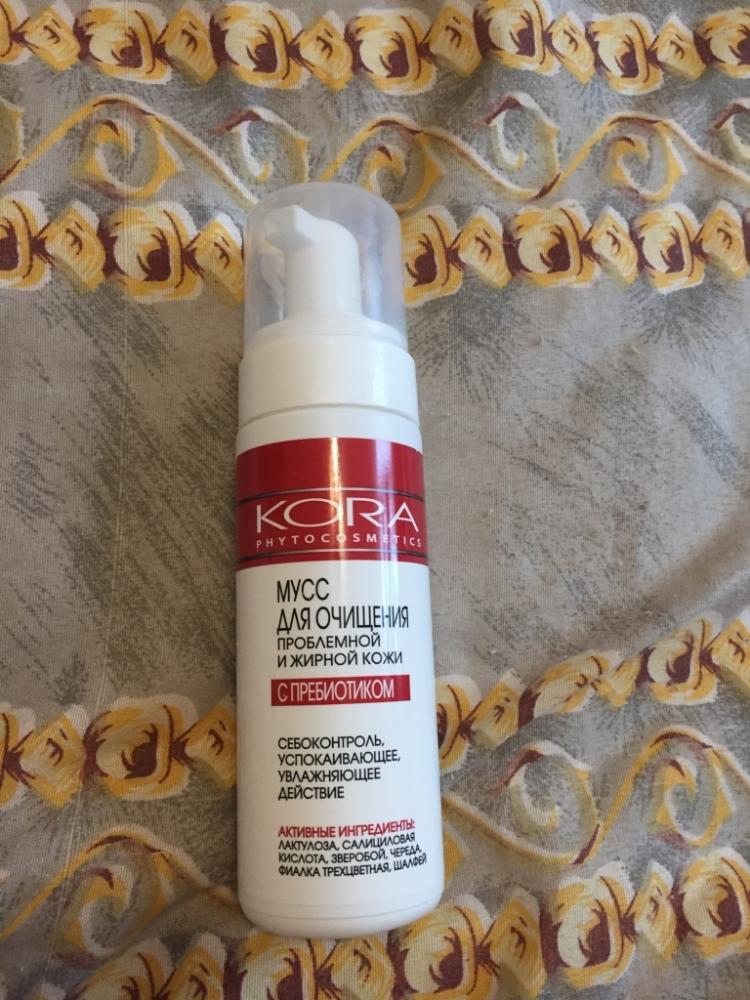 KORA
PHYTOCOSMETICS
МУСС
ДЛЯ ОЧИЩЕНИЯ
ПРОБЛЕМНОЙ
И ЖИРНОЙ КОЖИ
С ПРЕБИОТИКОМ
СЕБОКОНТРОЛЬ,
УСПОКАИВАЮЩЕЕ,
УВЛАЖНЯЮЩЕЕ
ДЕЙСТВИЕ
АКТИВНЫЕ ИНГРЕДИЕНТЫ:
ЛАКТУЛОЗА, САЛИЦИЛОВАЯ
КИСЛОТА, ЗВЕРОБОЙ, ЧЕРЕДА,
ФИАЛКА ТРЕХЦВЕТНАЯ, ШАЛФЕЙ